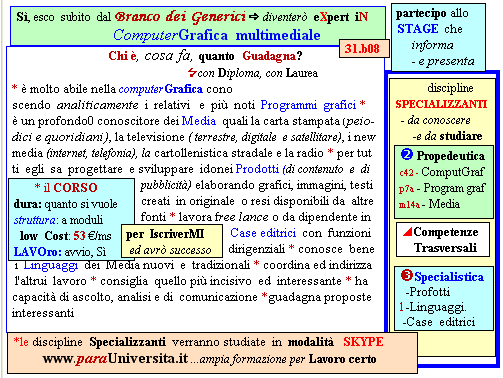 Sì, esco subito dal Branco dei Generici ⇨ diventerò eXpert iN
ComputerGrafica multimediale
31.b08
Chi è, cosa fa, quanto Guadagna?
con Diploma, con Laurea
* è molto abile nella computerGrafica cono
scendo analiticamente i relativi e più noti Programmi grafici *
è un profondo0 conoscitore dei Media quali la carta stampata (peio-
dici e quoridiani), la televisione (terrestre, digitale e satellitare), i new
media (internet, telefonia), la cartollenistica stradale e la radio * per tut
ti egli sa progettare e sviluppare idonei Prodotti (di contenuto e di
pubblicità) elaborando grafici, immagini, testi
creati in originale o resi disponibili da altre
fonti * lavora free lance o da dipendente in
Case editrici con funzioni
dirigenziali * conosce bene
i Linguaggi dei Media nuovi e tradizionali * coordina ed indirizza
l'altrui lavoro * consiglia quello più incisivo ed interessante * ha
capacità di ascolto, analisi e di comunicazione *guadagna proposte
interessanti
* il CORSO
dura: quanto si vuole
struttura: a moduli
low Cost: 53 €/ms
LAVOro: avvio, Sì
per IscriverMI
ed avrò successo
*le discipline Specializzanti verranno studiate in modalità SKYPE
www.paraUniversita.it ...ampia formazione per Lavoro certo
partecipo allo
STAGE che
informa
- e presenta
discipline
SPECIALIZZANTI
- da conoscere
-e da studiare
❷ Propedeutica
c42 - ComputGraf
p7a - Program graf
m14a - Media
Competenze
Trasversali
❸Specialistica
-Profotti
1-Linguaggi.
-Case editrici